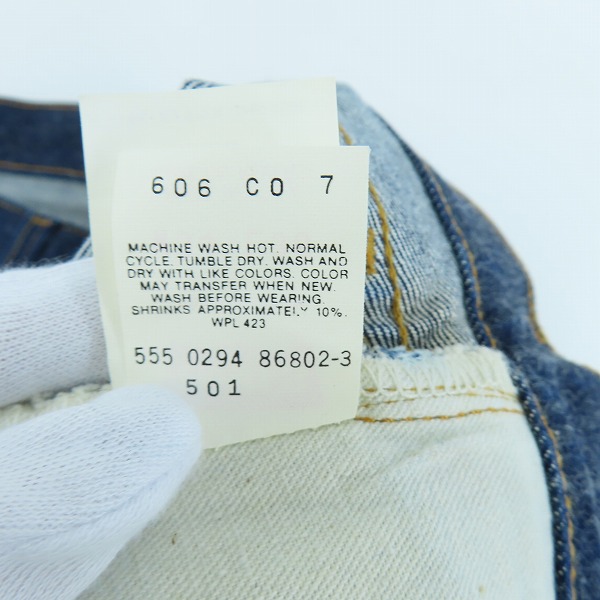 606 CO 7
MACHINE WASH HOT. NORMAL
CYCLE. TUMBLE DRY. WASH AND
DRY WITH LIKE COLORS. COLOR
MAY TRANSFER WHEN NEW.
WASH BEFORE WEARING.
SHRINKS APPROXIMATELY 10%.
WPL 423
555 0294 86802-3
501